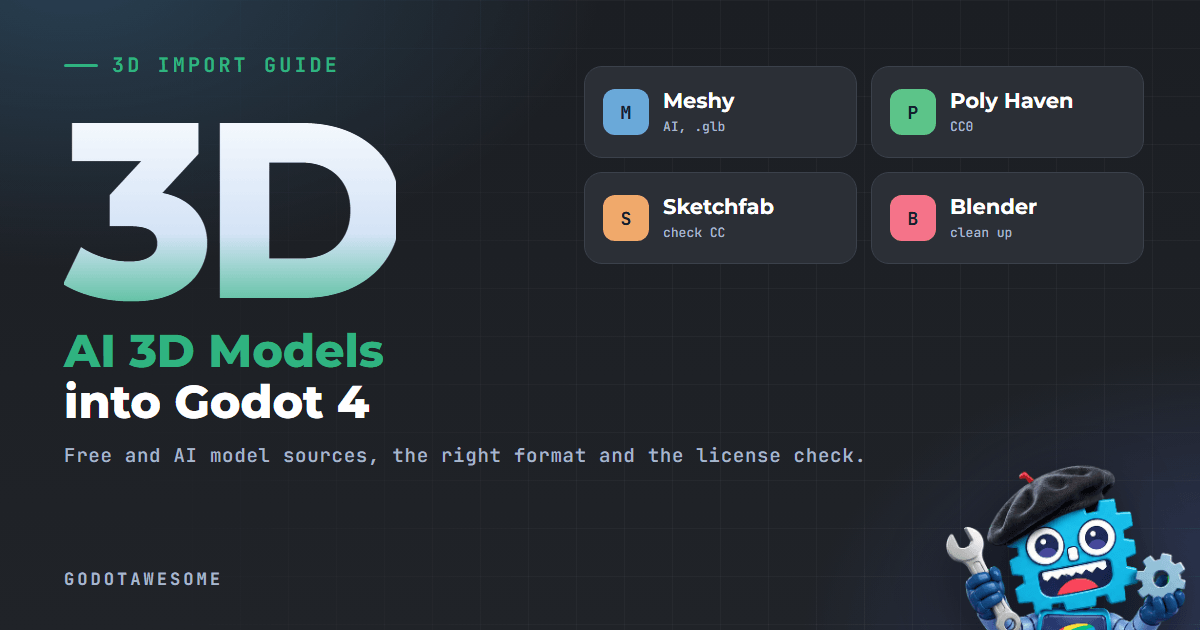 3D IMPORT GUIDE
3D
AI 3D Models
into Godot 4
Free and AI model sources, the right format and the license check.
GODOTAWESOME
M
Meshy
AI, .glb
P
Poly Haven
CC0
S
Sketchfab
check CC
B
Blender
clean up